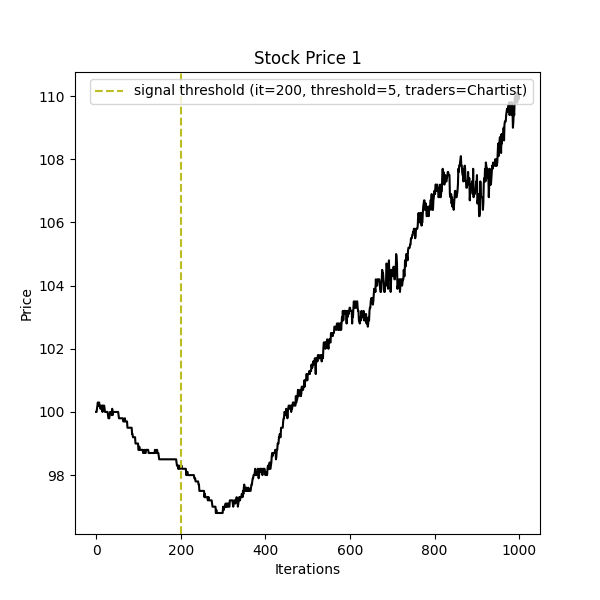 Stock Price 1
signal threshold (it=200, threshold=5, traders=Chartist)
110
108
106
104
102
100
98
Price
0 200 400 600 800 1000
Iterations